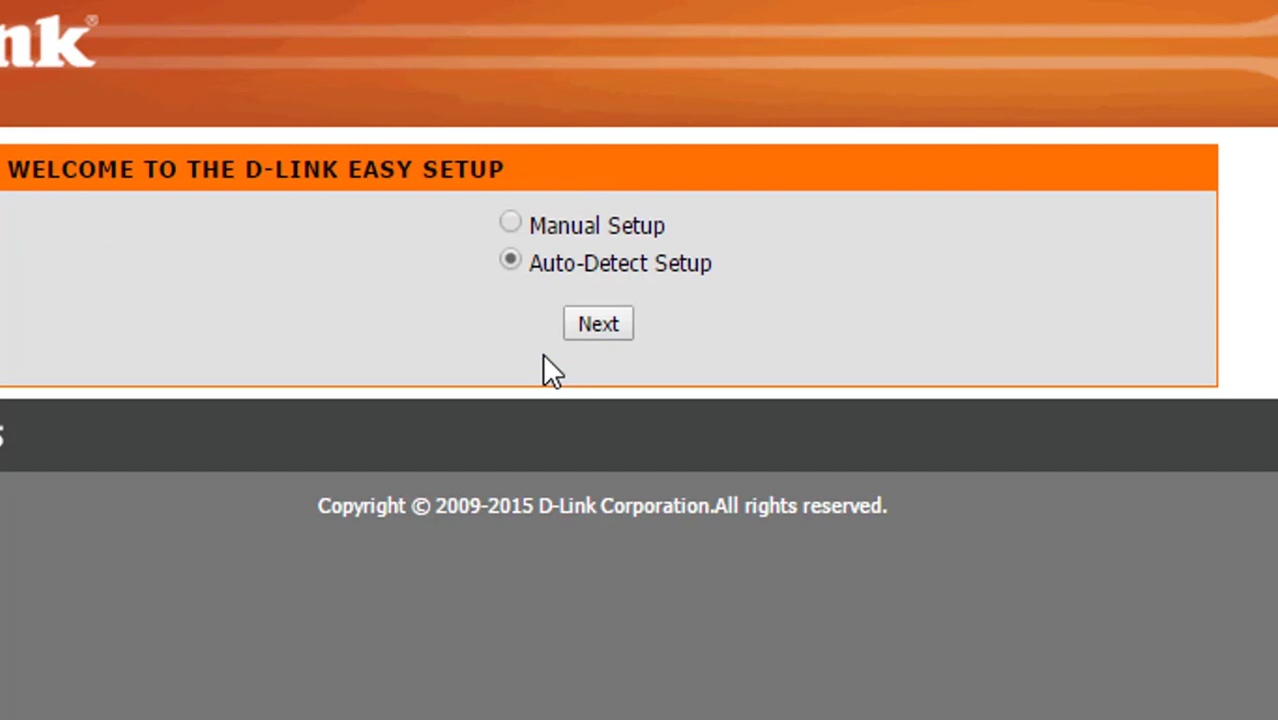 nk®
WELCOME TO THE D-LINK EASY SETUP
Manual Setup
Auto-Detect Setup
Next
Copyright © 2009-2015 D-Link Corporation.All rights reserved.